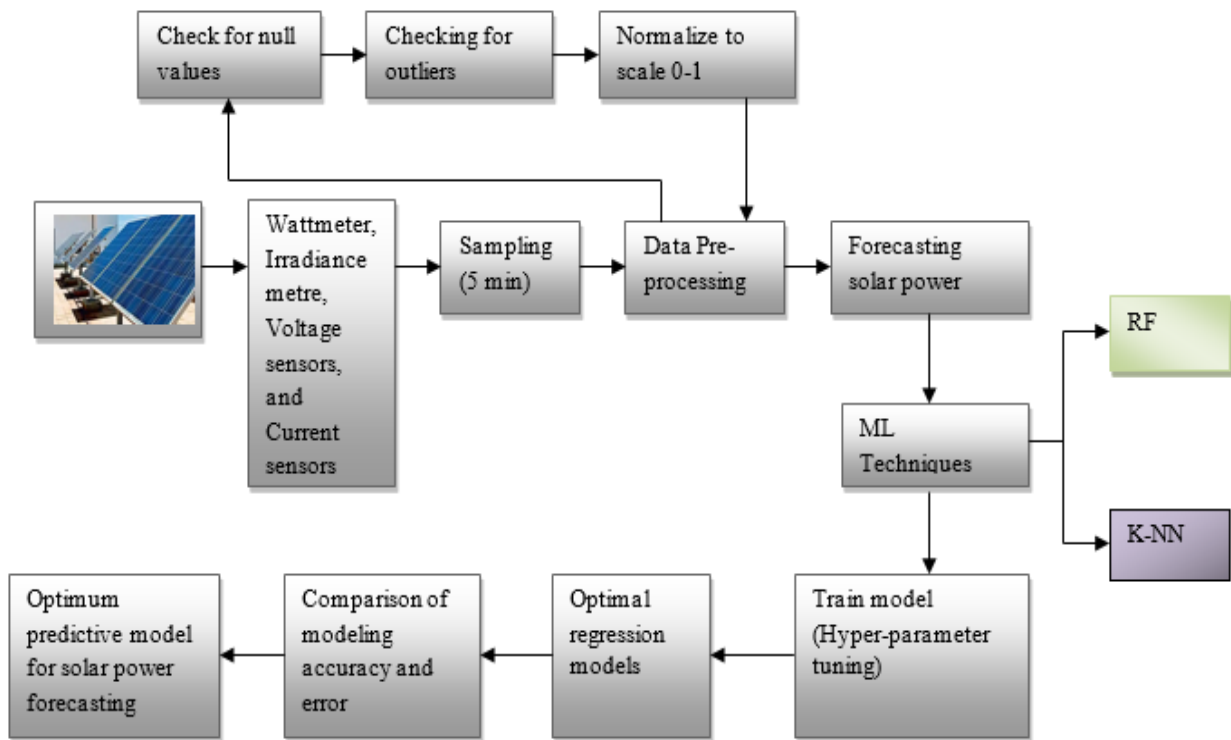 Check for null
values
Checking for
outliers
Normalize to
scale 0-1
Wattmeter,
Irradiance
metre,
Voltage
sensors,
and
Current
sensors
Sampling
(5 min)
Data Pre-
processing
Forecasting
solar power
RF
ML
Techniques
K-NN
Train model
(Hyper-parameter
tuning)
Optimal
regression
models
Comparison of
modeling
accuracy and
error
Optimum
predictive model
for solar power
forecasting